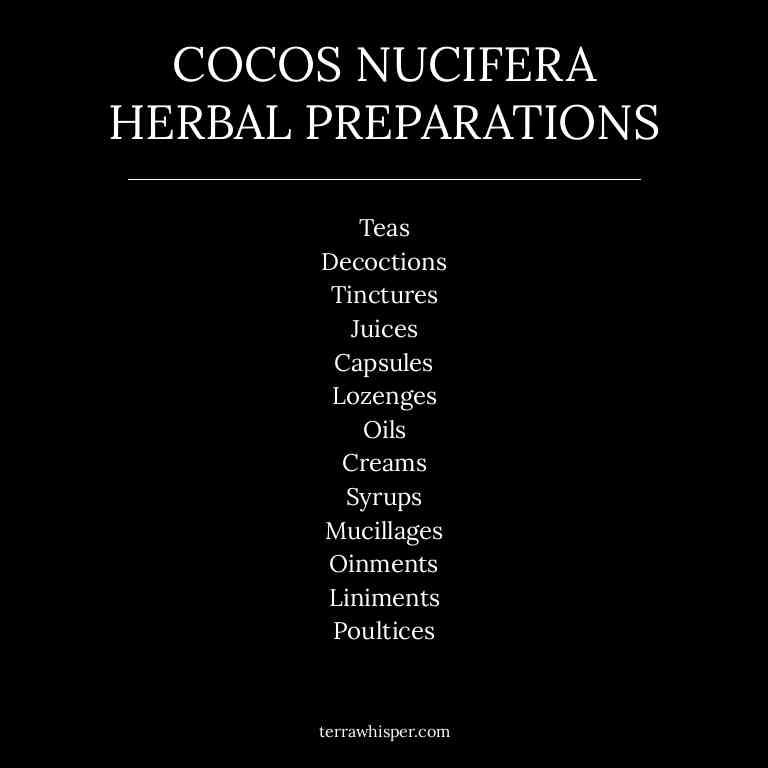 COCOS NUCIFERA
HERBAL PREPARATIONS
Teas
Decoctions
Tinctures
Juices
Capsules
Lozenges
Oils
Creams
Syrups
Mucillages
Oinments
Liniments
Poultices
terrawhisper.com